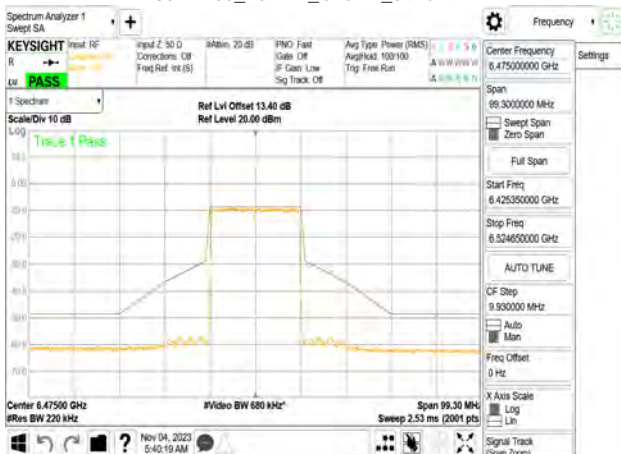 Spectrum Analyzer 1
Swept SA
+
Frequency
KEYSIGHT
R
LW
PASS
Input: RF
Input Z: 50 Ω
Corrections: Off
Freq Ref: Int (S)
#Atten: 20 dB
PNO: Fast
Gate: Off
IF Gain: Low
Sig Track: Off
Avg Type: Power (RMS)
Avg|Hold: 100/100
Trig: Free Run
1 Spectrum
Scale/Div 10 dB
Ref Lvl Offset 13.40 dB
Ref Level 20.00 dBm
Log
Trace 1 Pass
Center 6.47500 GHz
#Res BW 220 kHz
#Video BW 680 kHz*
Span 99.30 MHz
Sweep 2.53 ms (2001 pts)
Nov 04, 2023
5:40:19 AM
Center Frequency
6.475000000 GHz
Settings
Span
99.3000000 MHz
Swept Span
Zero Span
Full Span
Start Freq
6.425350000 GHz
Stop Freq
6.524650000 GHz
AUTO TUNE
CF Step
9.930000 MHz
Auto
Man
Freq Offset
0 Hz
X Axis Scale
Log
Lin
Signal Track
(Span Zoom)